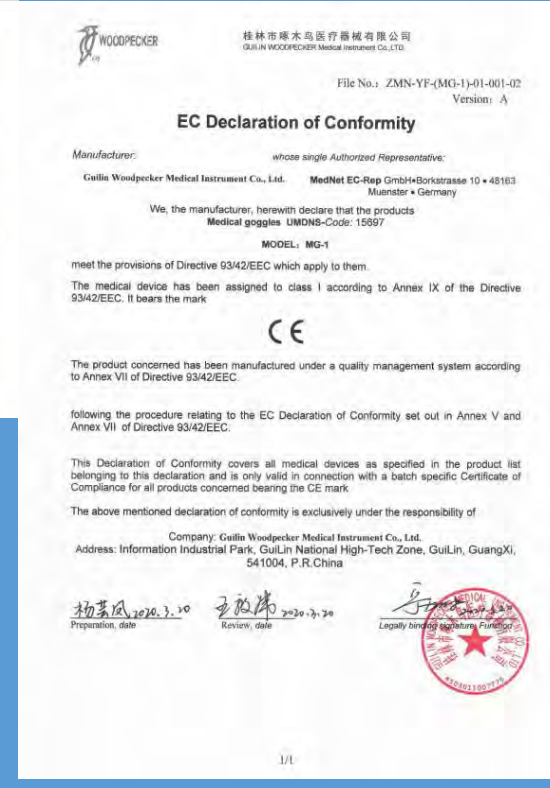 WOODPECKER
桂林市啄木鸟医疗器械有限公司
GUILIN WOODPECKER Medical Instrument Co.,LTD.
File No.: ZMN-YF-(MG-1)-01-001-02
Version: A
EC Declaration of Conformity
Manufacturer: whose single Authorized Representative:
Guilin Woodpecker Medical Instrument Co., Ltd. MedNet EC-Rep GmbH•Borkstrasse 10 • 48163
Muenster • Germany
We, the manufacturer, herewith declare that the products
Medical goggles UMDNS-Code: 15697
MODEL: MG-1
meet the provisions of Directive 93/42/EEC which apply to them.
The medical device has been assigned to class I according to Annex IX of the Directive
93/42/EEC. It bears the mark
CE
The product concerned has been manufactured under a quality management system according
to Annex VII of Directive 93/42/EEC.
following the procedure relating to the EC Declaration of Conformity set out in Annex V and
Annex VII of Directive 93/42/EEC.
This Declaration of Conformity covers all medical devices as specified in the product list
belonging to this declaration and is only valid in connection with a batch specific Certificate of
Compliance for all products concerned bearing the CE mark
The above mentioned declaration of conformity is exclusively under the responsibility of
Company: Guilin Woodpecker Medical Instrument Co., Ltd.
Address: Information Industrial Park, GuiLin National High-Tech Zone, GuiLin, GuangXi,
541004, P.R.China
2020.3.20 2020.3.20
Preparation, date Review, date Legally binding signature, Function
1/1